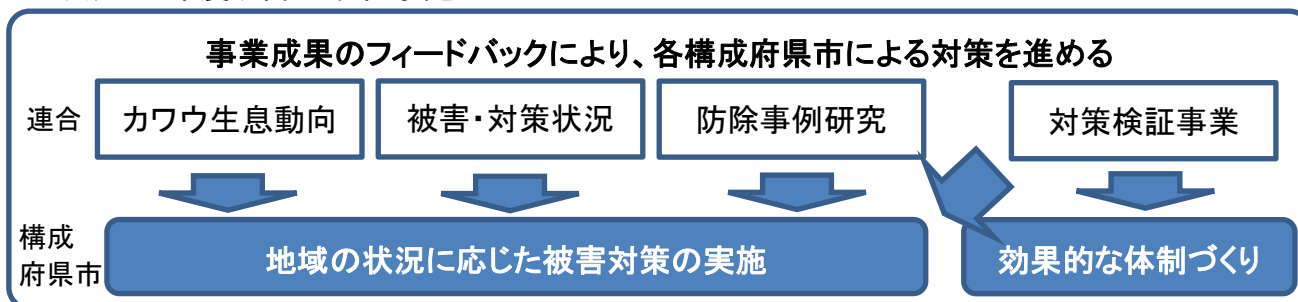 事業成果のフィードバックにより、各構成府県市による対策を進める
連合
カワウ生息動向
被害・対策状況
防除事例研究
対策検証事業
構成
府県市
地域の状況に応じた被害対策の実施
効果的な体制づくり